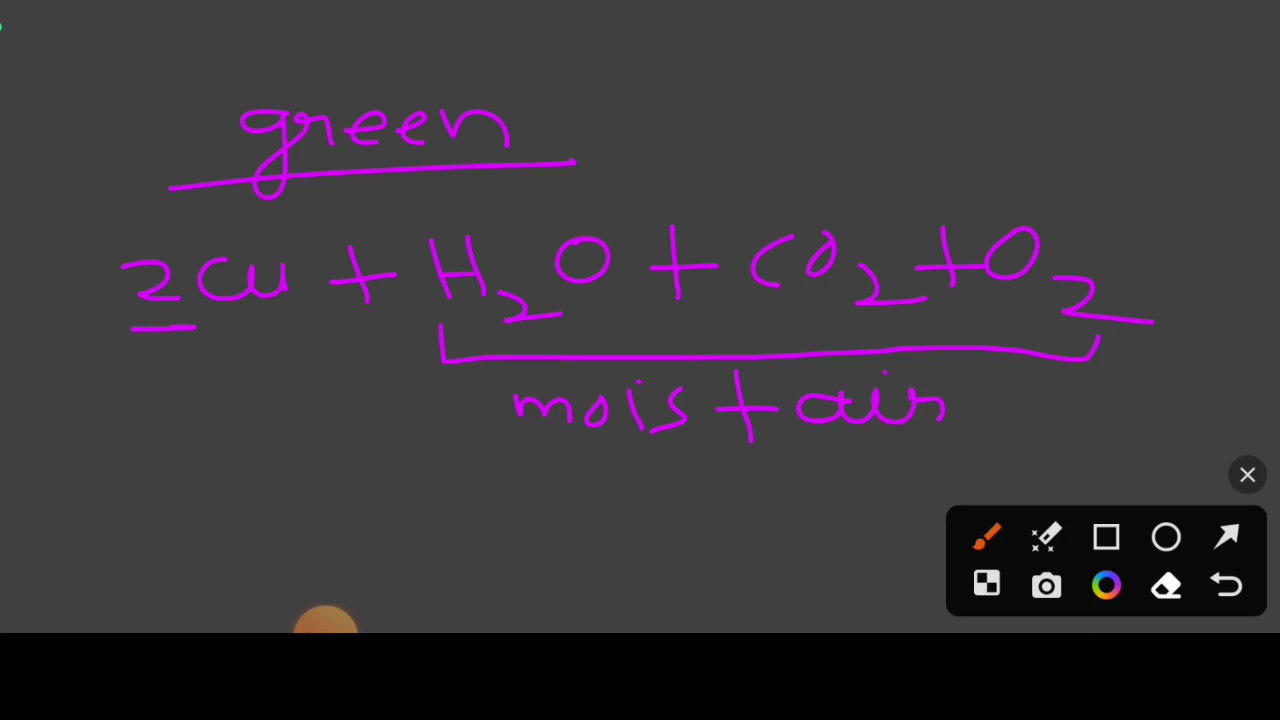 green
2Cu + H₂O + CO₂ + O₂
moist air